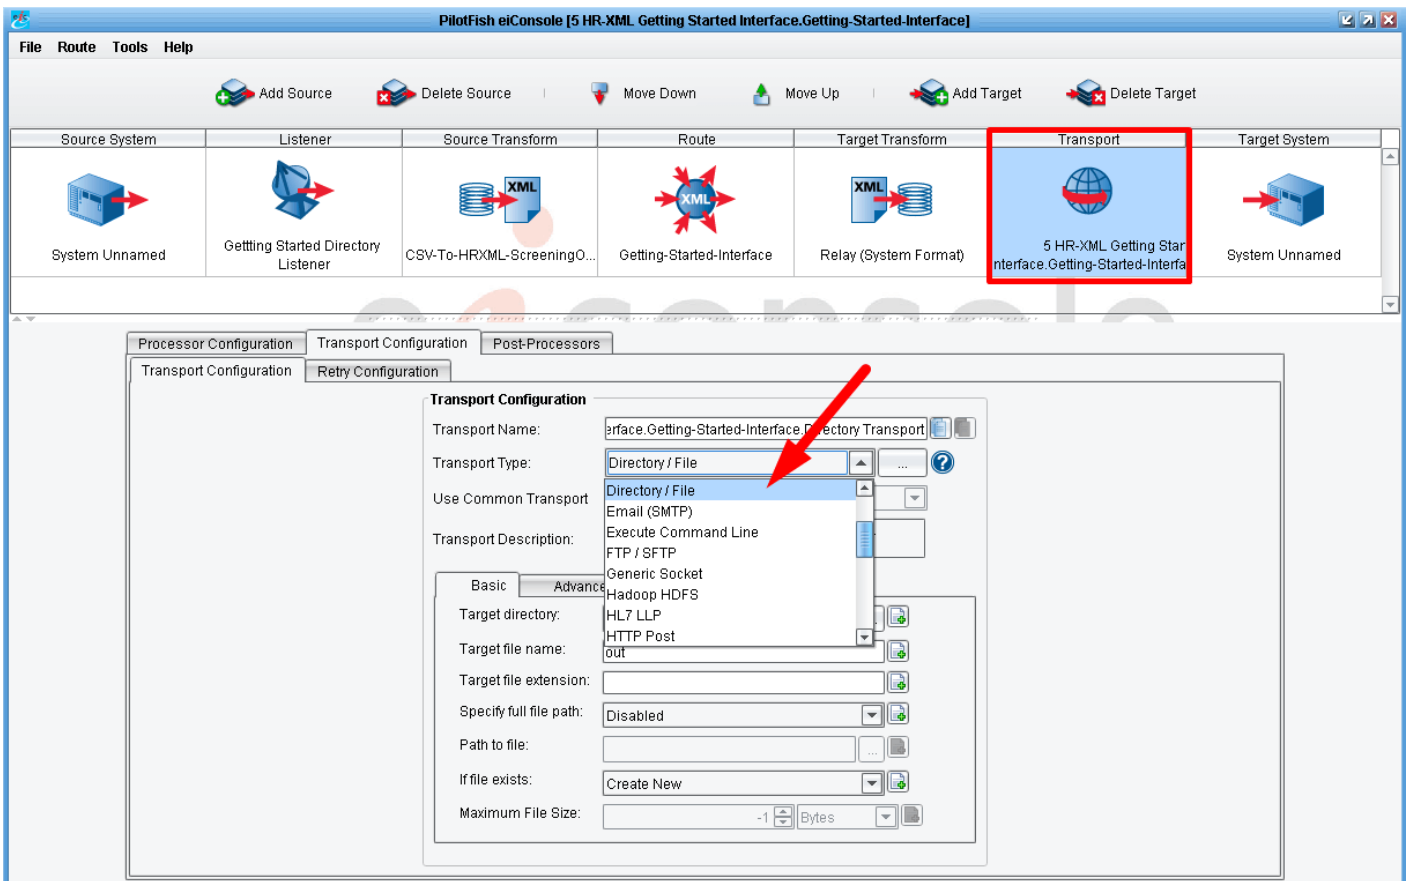 PilotFish eiConsole [5 HR-XML Getting Started Interface.Getting-Started-Interface]
File Route Tools Help
Add Source Delete Source Move Down Move Up Add Target Delete Target
Source System Listener Source Transform Route Target Transform Transport Target System
XML XML XML
System Unnamed
Gettting Started Directory
Listener
CSV-To-HRXML-ScreeningO...
Getting-Started-Interface
Relay (System Format)
5 HR-XML Getting Star
nterface.Getting-Started-Interfa
System Unnamed
Processor Configuration Transport Configuration Post-Processors
Transport Configuration Retry Configuration
Transport Configuration
Transport Name: erface.Getting-Started-Interface.Directory Transport
Transport Type: Directory / File ... ?
Use Common Transport
Transport Description:
Directory / File
Email (SMTP)
Execute Command Line
FTP / SFTP
Generic Socket
Hadoop HDFS
HL7 LLP
HTTP Post
Basic Advance
Target directory:
Target file name: out
Target file extension:
Specify full file path: Disabled
Path to file: ...
If file exists: Create New
Maximum File Size: -1 Bytes